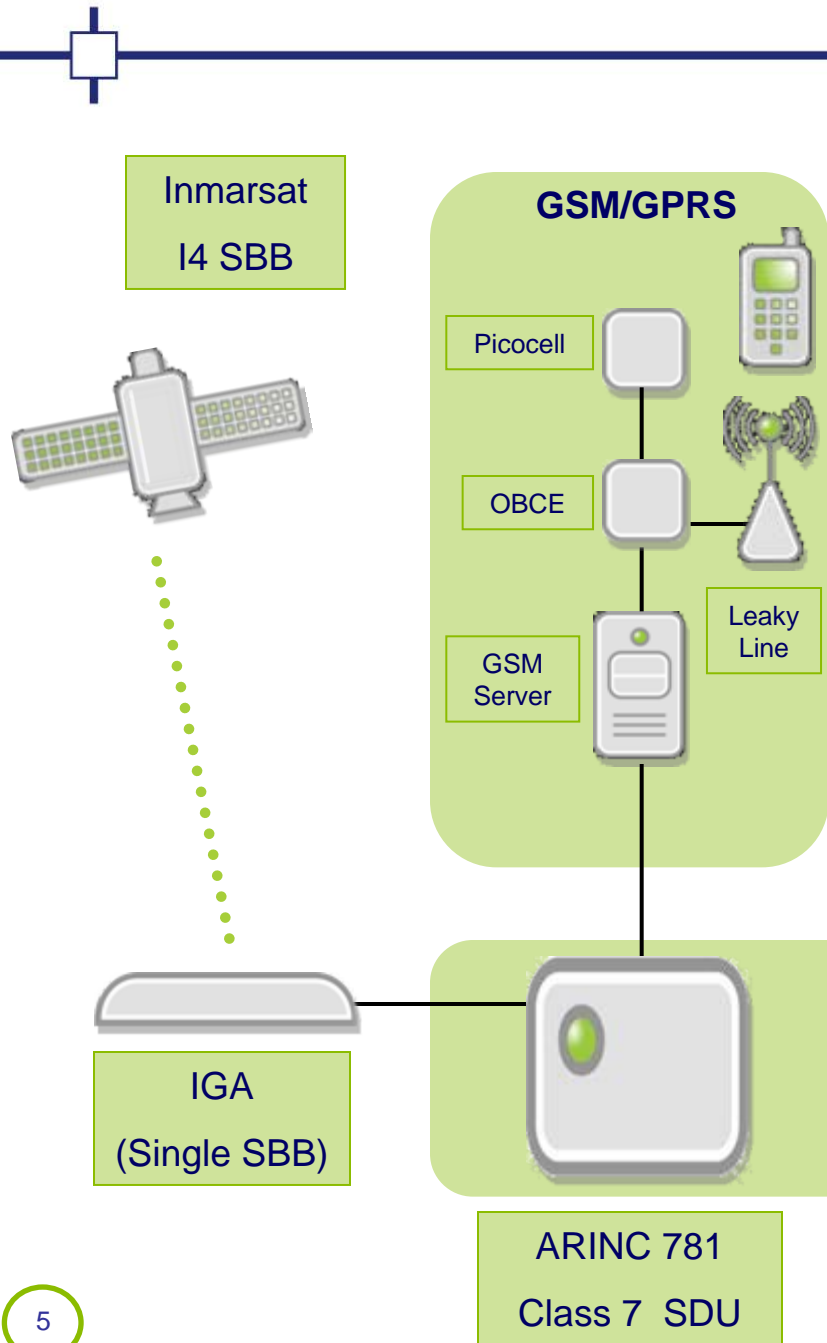 Inmarsat
I4 SBB
GSM/GPRS
Picocell
OBCE
Leaky
Line
GSM
Server
IGA
(Single SBB)
ARINC 781
Class 7 SDU
5